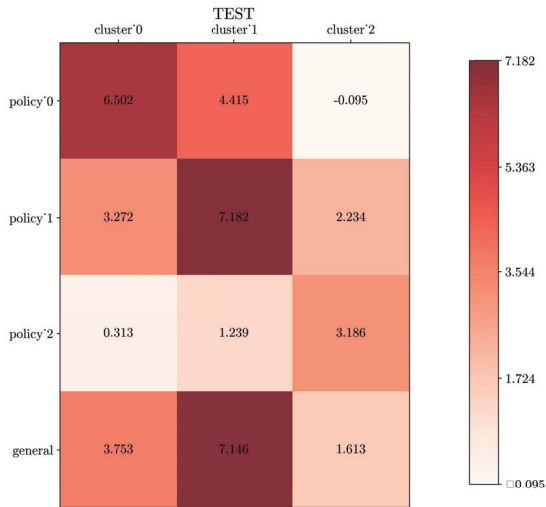 TEST
cluster˙0 cluster˙1 cluster˙2
policy˙0 6.502 4.415 -0.095
policy˙1 3.272 7.182 2.234
policy˙2 0.313 1.239 3.186
general 3.753 7.146 1.613
7.182
5.363
3.544
1.724
□0.095